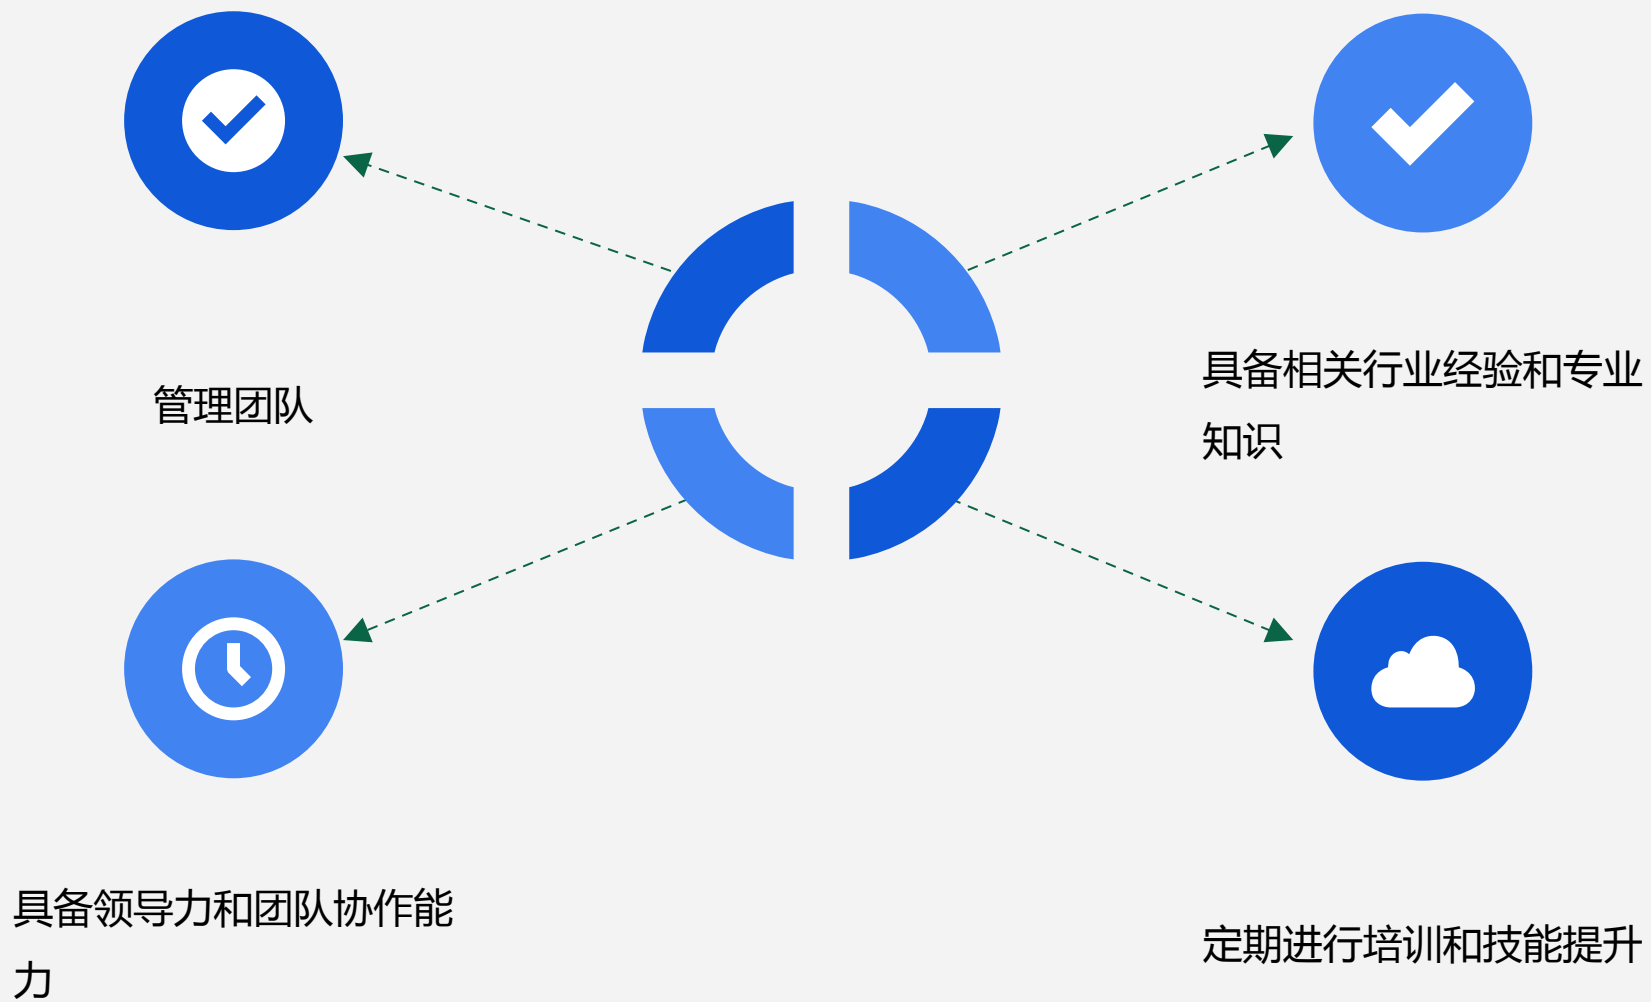 管理团队
具备相关行业经验和专业
知识
具备领导力和团队协作能
力
定期进行培训和技能提升